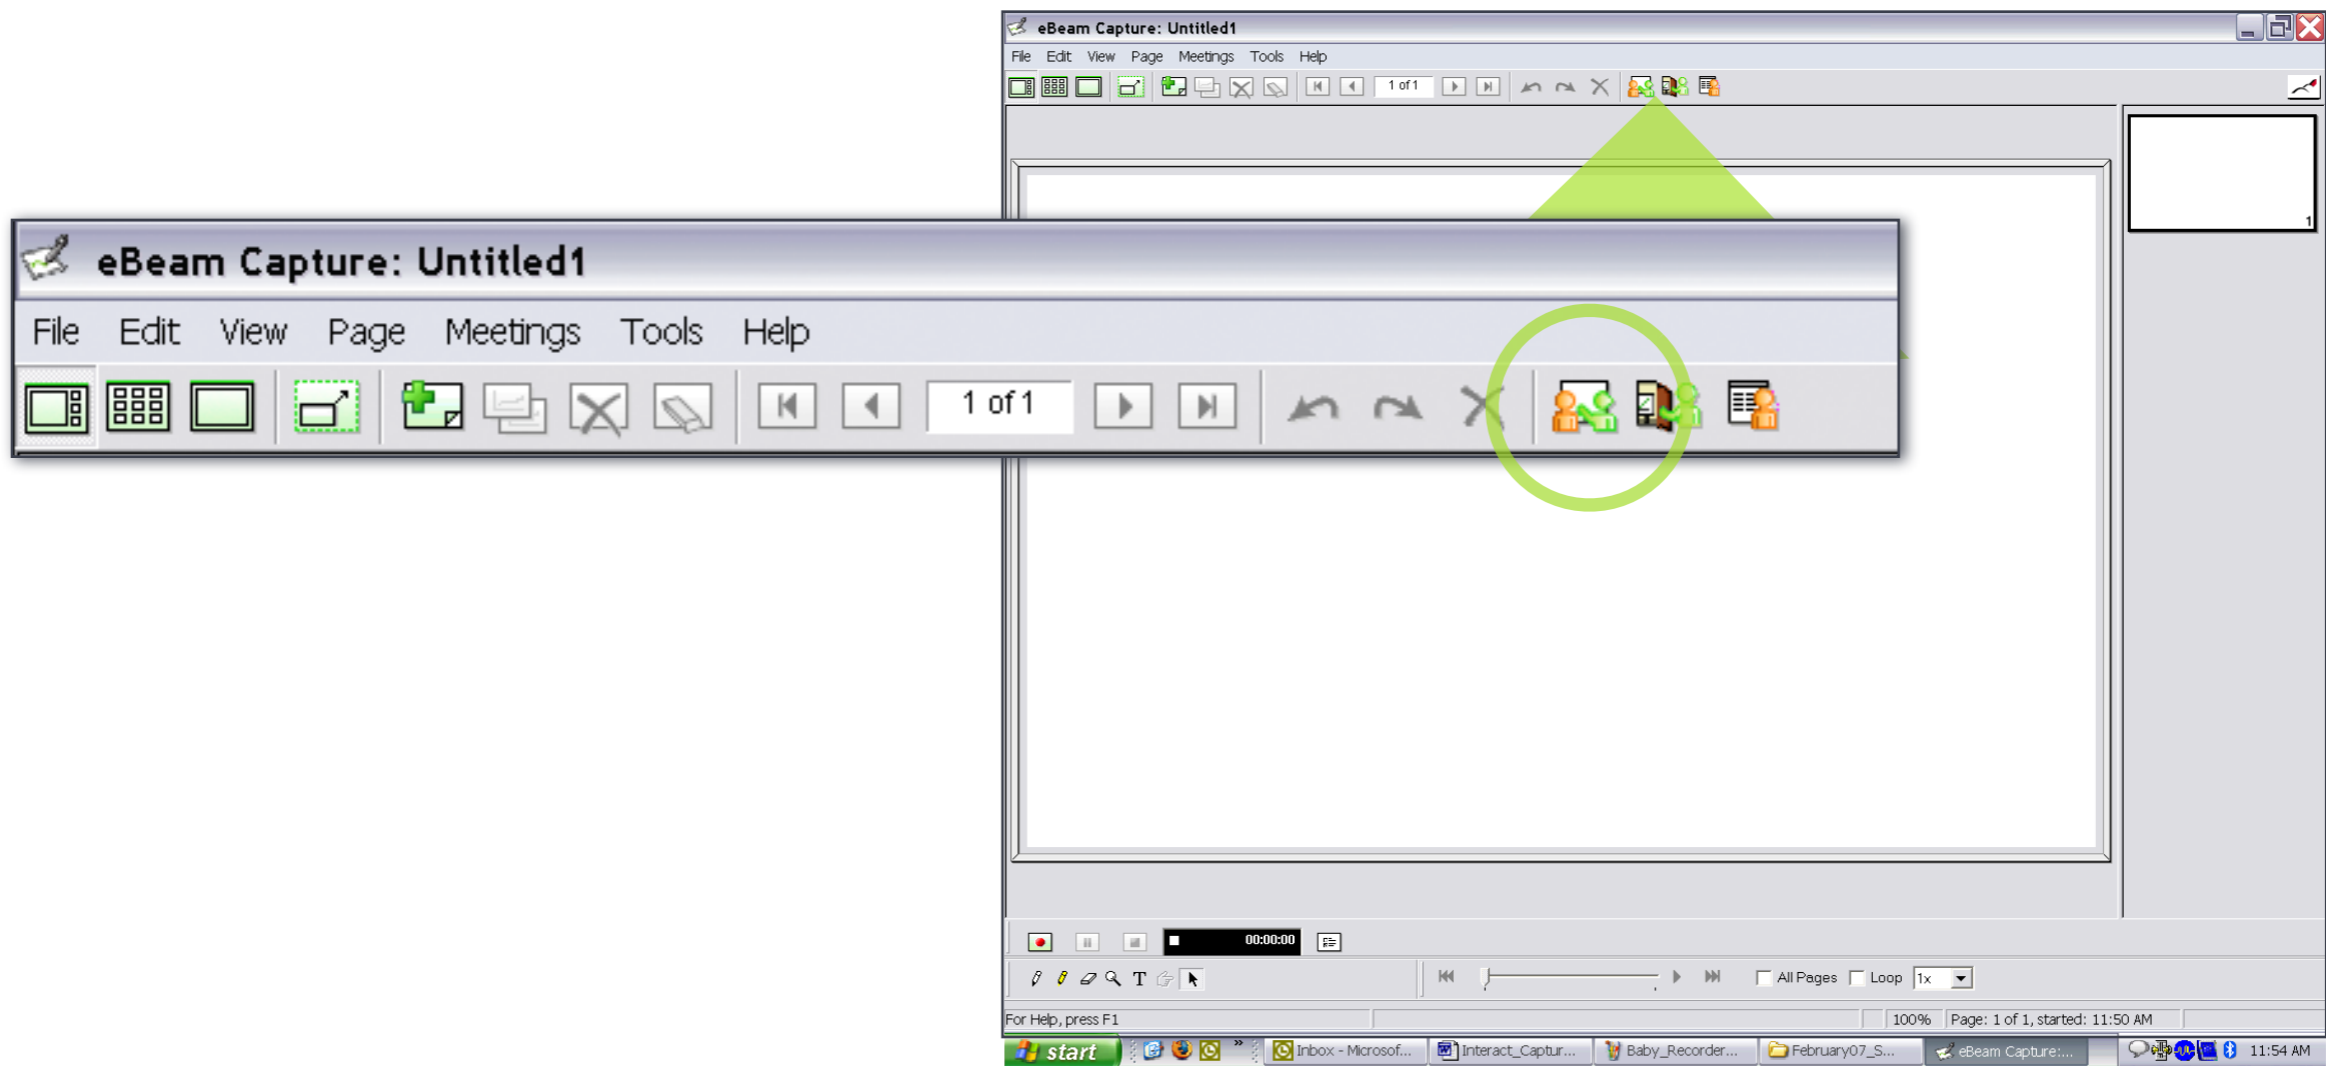 eBeam Capture: Untitled1
File Edit View Page Meetings Tools Help
1 of 1
1
eBeam Capture: Untitled1
File Edit View Page Meetings Tools Help
1 of 1
00:00:00
T
All Pages Loop 1x
For Help, press F1 100% Page: 1 of 1, started: 11:50 AM
start » Inbox - Microsof... Interact_Captur... Baby_Recorder... February07_S... eBeam Capture:... 11:54 AM